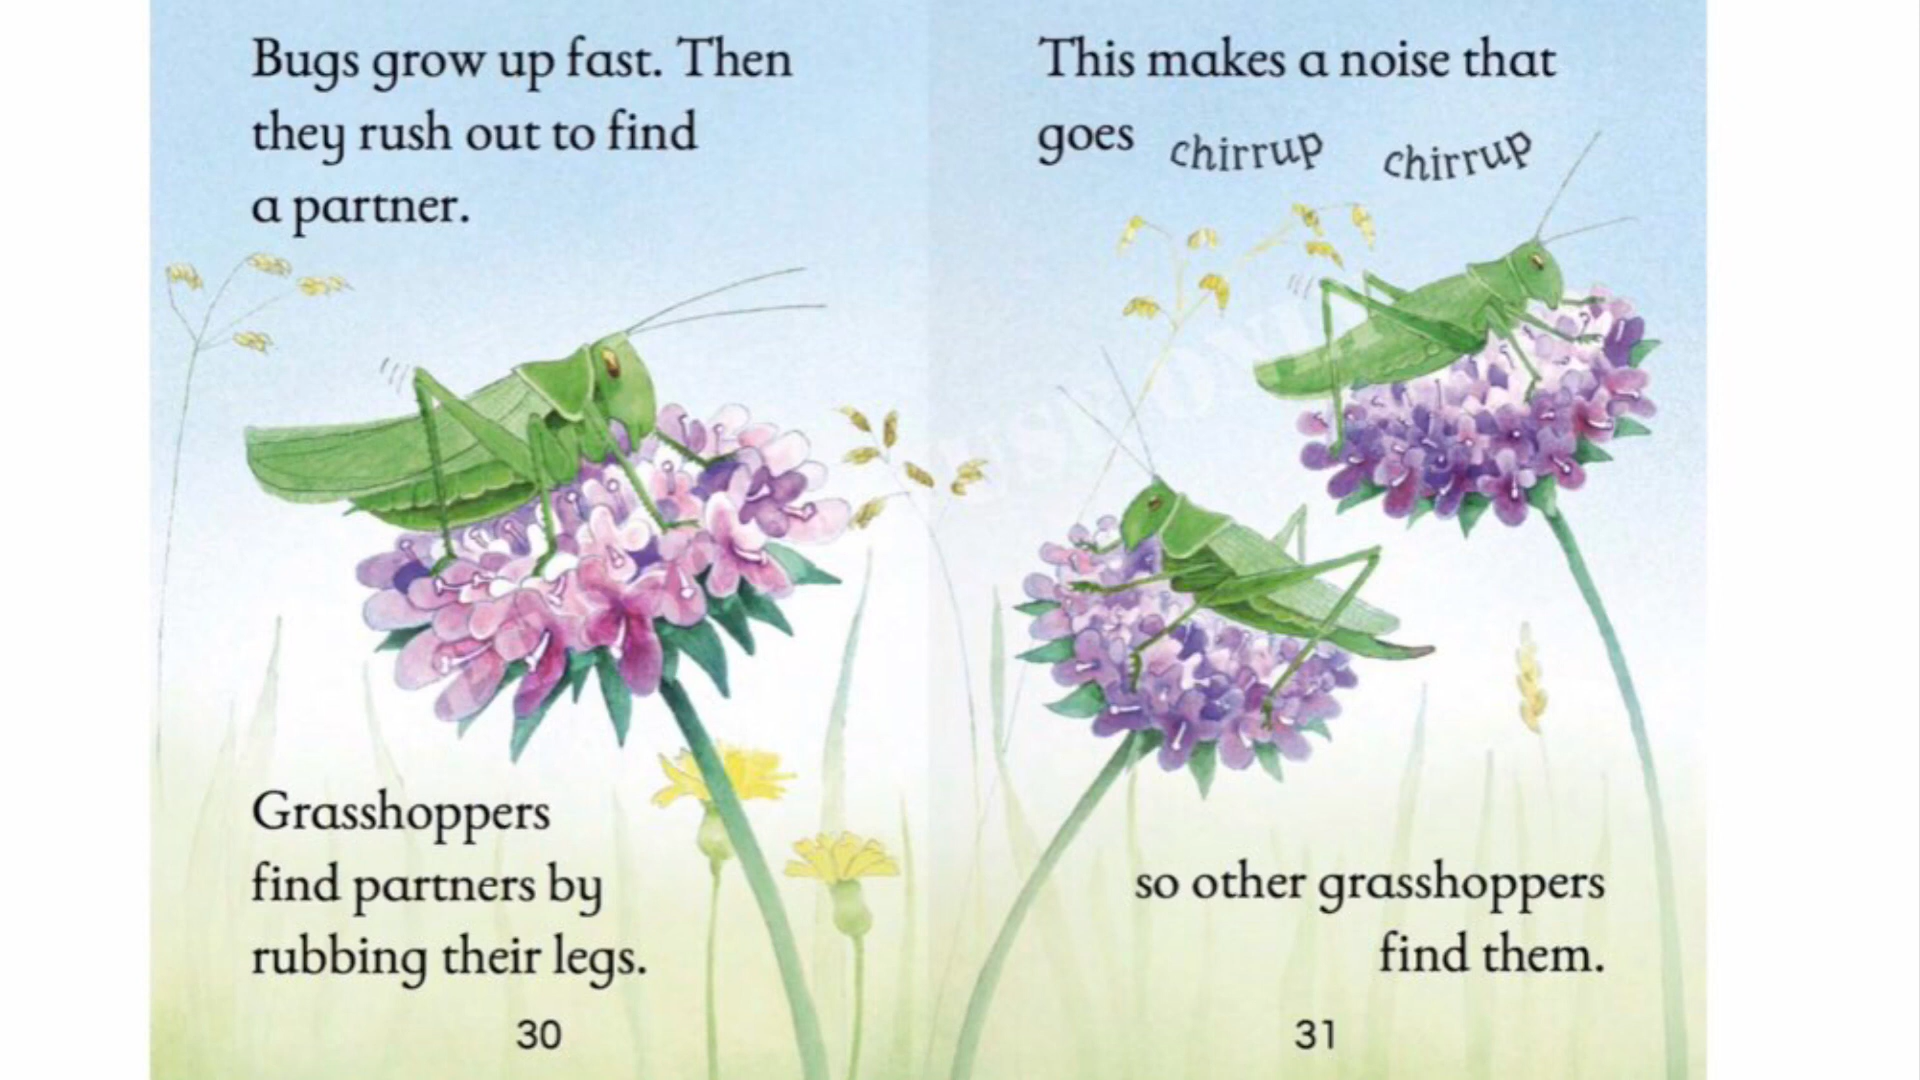 Bugs grow up fast. Then
they rush out to find
a partner.
Grasshoppers
find partners by
rubbing their legs.
30
This makes a noise that
goes chirrup chirrup
so other grasshoppers
find them.
31